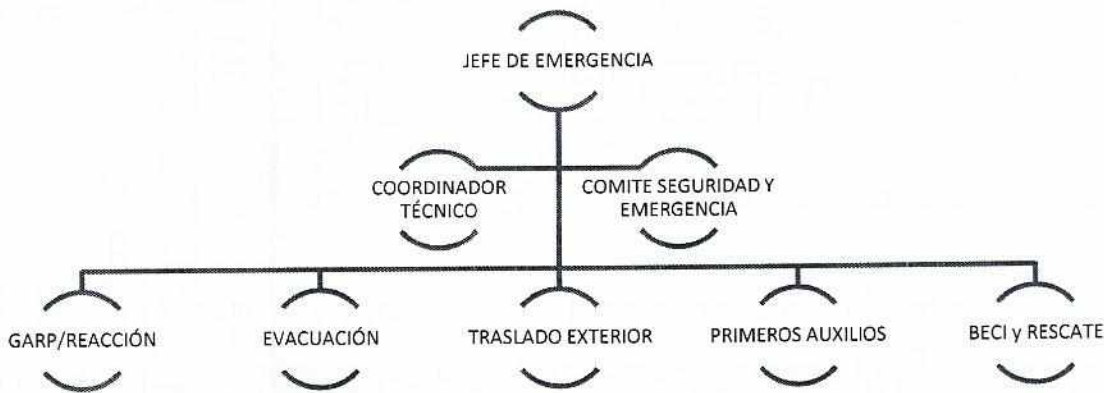 JEFE DE EMERGENCIA
COORDINADOR
TÉCNICO
COMITE SEGURIDAD Y
EMERGENCIA
GARP/REACCIÓN
EVACUACIÓN
TRASLADO EXTERIOR
PRIMEROS AUXILIOS
BECI y RESCATE